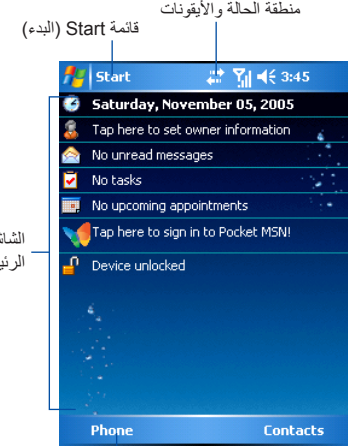 منطقة الحالة والأيقونات
قائمة Start (البدء)
Start 3:45
Saturday, November 05, 2005
Tap here to set owner information
No unread messages
No tasks
No upcoming appointments
Tap here to sign in to Pocket MSN!
Device unlocked
Phone Contacts